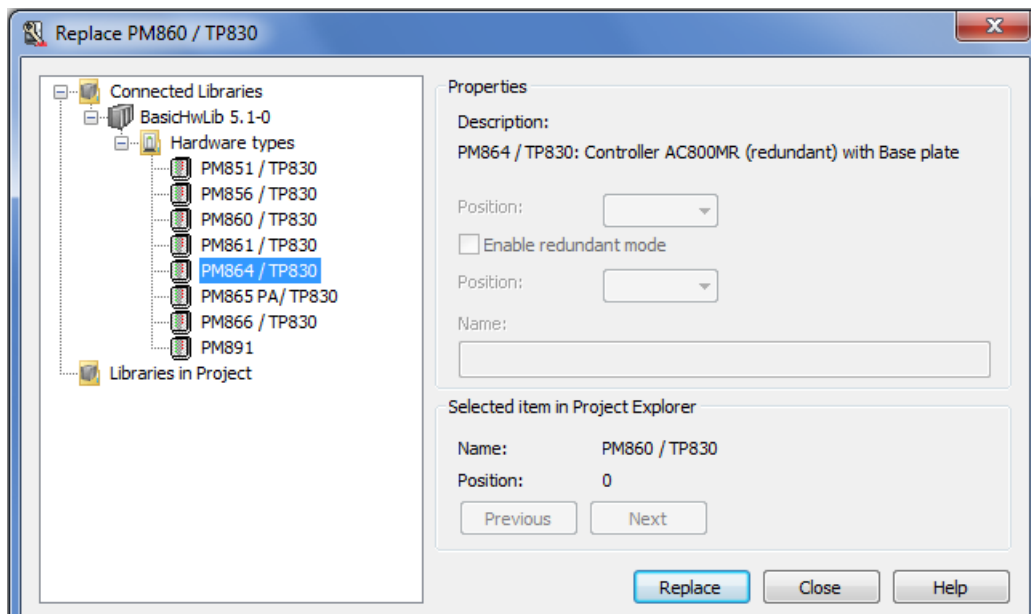 Replace PM860 / TP830
Connected Libraries
BasicHwLib 5.1-0
Hardware types
PM851 / TP830
PM856 / TP830
PM860 / TP830
PM861 / TP830
PM864 / TP830
PM865 PA/ TP830
PM866 / TP830
PM891
Libraries in Project
Properties
Description:
PM864 / TP830: Controller AC800MR (redundant) with Base plate
Position:
Enable redundant mode
Position:
Name:
Selected item in Project Explorer
Name: PM860 / TP830
Position: 0
Previous Next
Replace Close Help